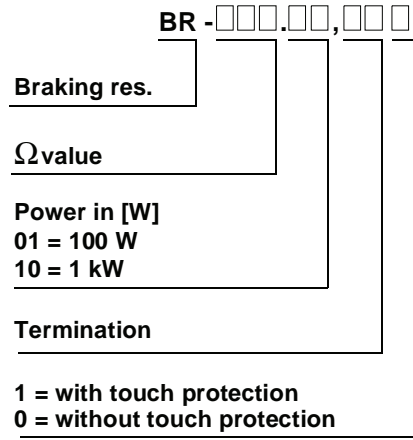 BR -□□□.□□,□□ □
Braking res.
Ω value
Power in [W]
01 = 100 W
10 = 1 kW
Termination
1 = with touch protection
0 = without touch protection